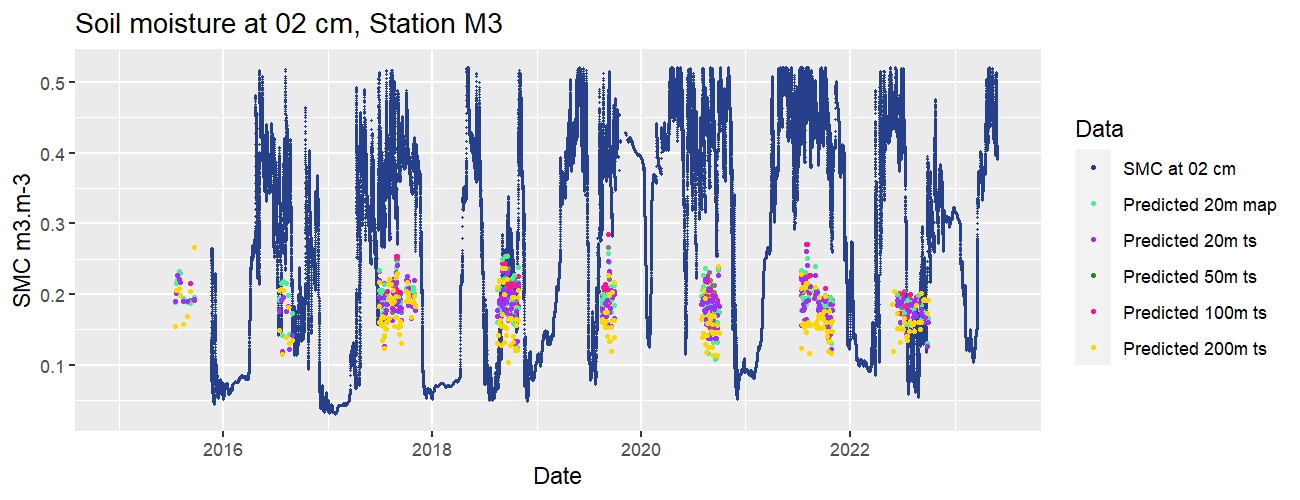 Soil moisture at 02 cm, Station M3
SMC m3.m-3
0.5
0.4
0.3
0.2
0.1
2016
2018
2020
2022
Date
Data
SMC at 02 cm
Predicted 20m map
Predicted 20m ts
Predicted 50m ts
Predicted 100m ts
Predicted 200m ts